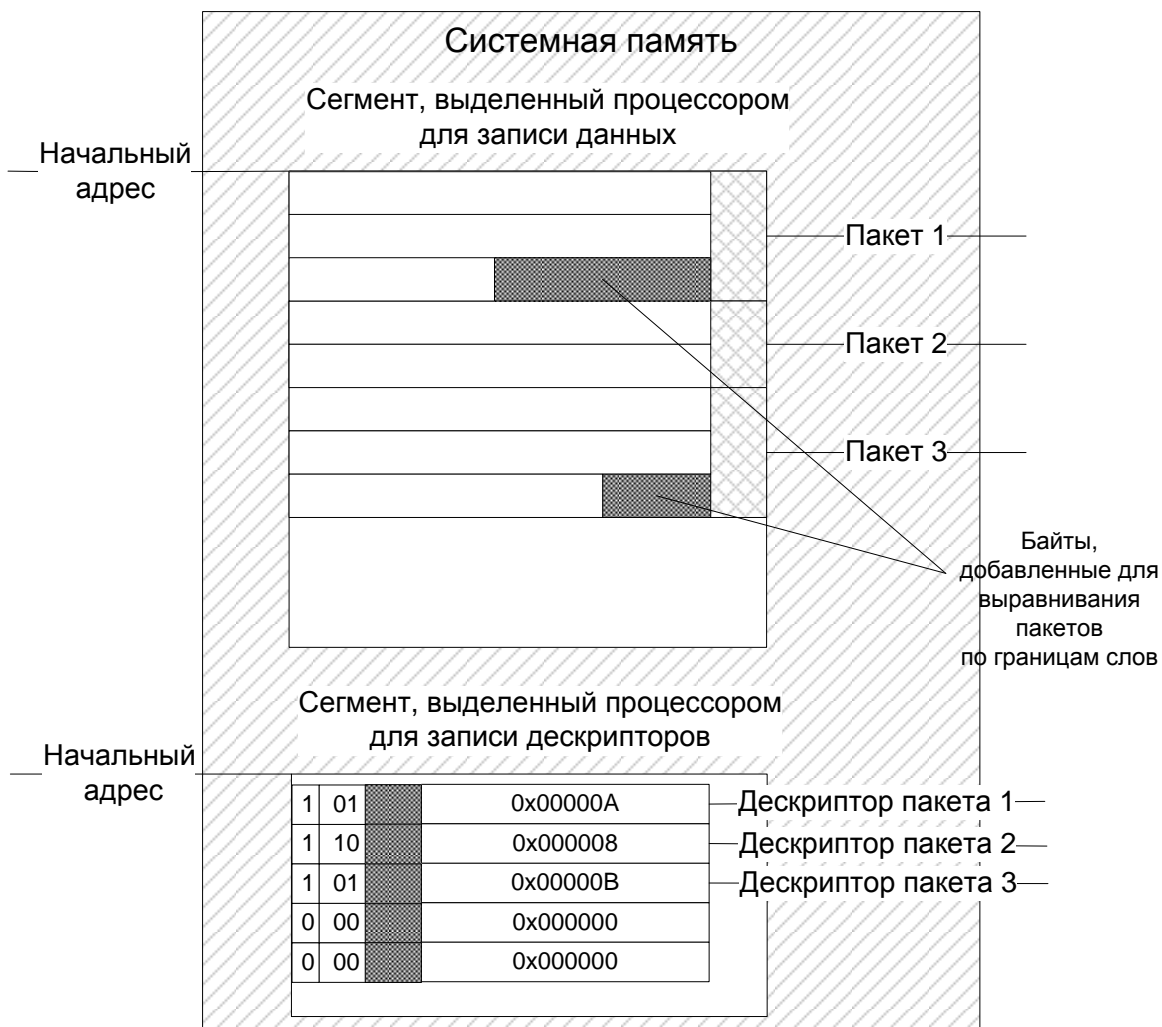 Системная память
Сегмент, выделенный процессором
для записи данных
Начальный
адрес
Пакет 1
Пакет 2
Пакет 3
Байты,
добавленные для
выравнивания
пакетов
по границам слов
Сегмент, выделенный процессором
для записи дескрипторов
Начальный
адрес
1 01 0x00000A Дескриптор пакета 1
1 10 0x000008 Дескриптор пакета 2
1 01 0x00000B Дескриптор пакета 3
0 00 0x000000
0 00 0x000000